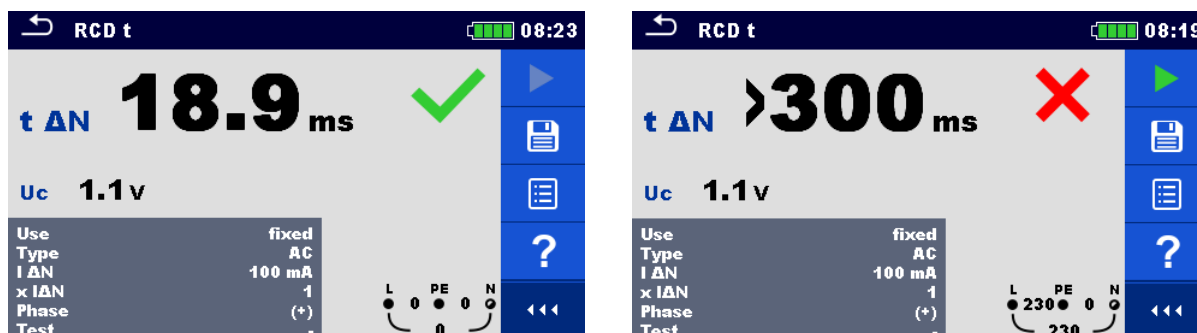 RCD t 08:23
t ΔN 18.9 ms
Uc 1.1 V
?
Use fixed
Type AC
I ΔN 100 mA
x IΔN 1
Phase (+)
Test -
L PE N
0 0
0
RCD t 08:19
t ΔN >300 ms
Uc 1.1 V
?
Use fixed
Type AC
I ΔN 100 mA
x IΔN 1
Phase (+)
Test -
L PE N
230 0
230